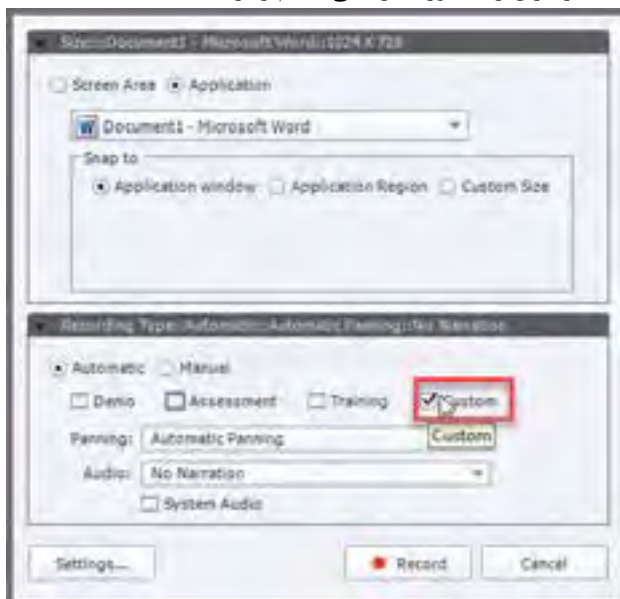 Size: Document1 - Microsoft Word: 1024 X 728
Screen Area Application
Document1 - Microsoft Word
Snap to
Application window Application Region Custom Size
Recording Type: Automatic: Automatic Panning: No Narration
Automatic Manual
Demo Assessment Training Custom
Panning: Automatic Panning
Custom
Audio: No Narration
System Audio
Settings... Record Cancel